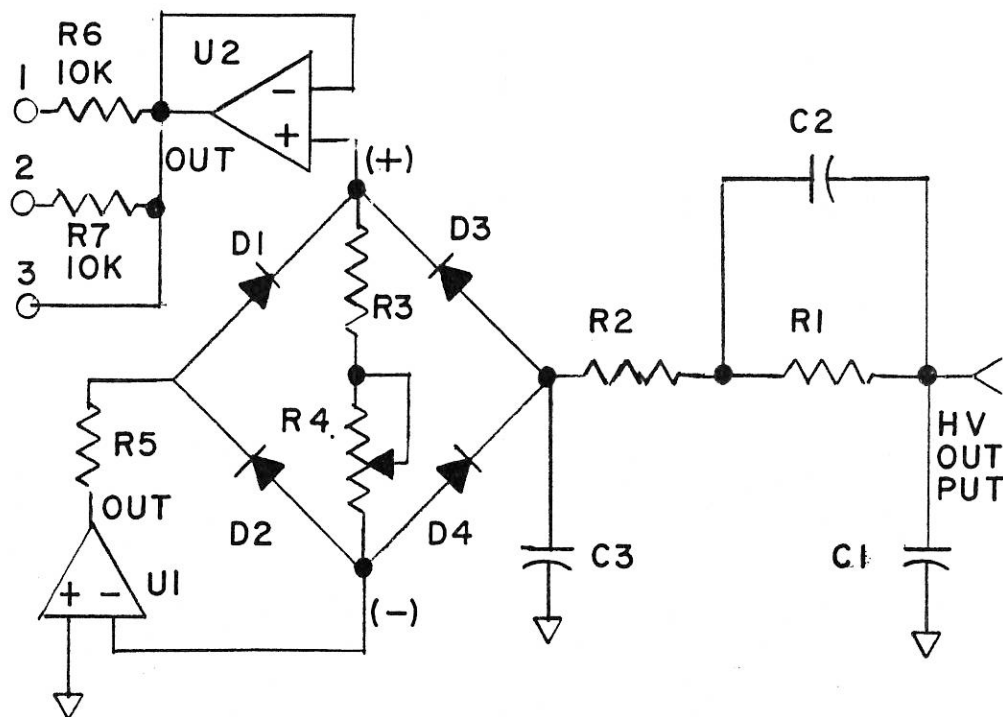 R6
10K
1
U2
-
+
OUT
(+)
2
R7
10K
3
C2
D1
D3
R3
R2
R1
R4
R5
OUT
D2
D4
U1
+ -
(-)
C3
C1
HV
OUT
PUT